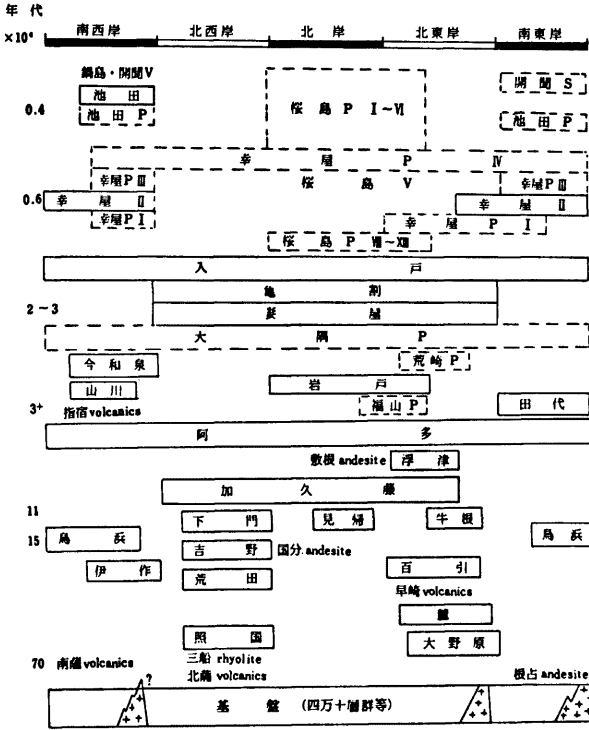 年 代
×10⁴
南西岸 北西岸 北 岸 北東岸 南東岸
鍋島・開聞Ⅴ
池 田
池 田 P
0.4
桜 島 P Ⅰ~Ⅵ
開 聞 S
池 田 P
幸 屋 P Ⅳ
幸屋PⅢ
桜 島 Ⅴ
幸屋PⅢ
0.6
幸 屋 Ⅱ
幸 屋 Ⅱ
幸屋PⅠ
幸 屋 P Ⅰ
桜 島 P Ⅶ~ⅩⅢ
入 戸
亀 割
2~3
屋
大 隅 P
今 和 泉
荒 崎 P
山 川
岩 戸
3+
指宿 volcanics
福 山 P
田 代
阿 多
敷根 andesite
浮 津
加 久 藤
11
下 門
見 帰
牛 根
15
鳥 浜
吉 野
国分 andesite
鳥 浜
伊 作
荒 田
百 引
早崎 volcanics
照 国
大 野 原
70
南薩 volcanics
三船 rhyolite
北薩 volcanics
根占 andesite
?
基 盤 (四万十層群等)